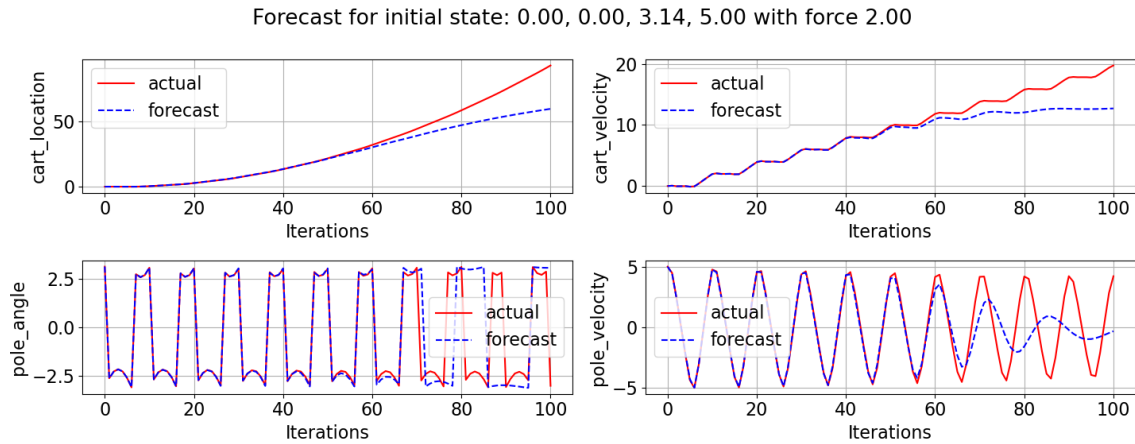 Forecast for initial state: 0.00, 0.00, 3.14, 5.00 with force 2.00
cart_location
50
0
actual
forecast
0 20 40 60 80 100
Iterations
cart_velocity
20
10
0
actual
forecast
0 20 40 60 80 100
Iterations
pole_angle
2.5
0.0
−2.5
actual
forecast
0 20 40 60 80 100
Iterations
pole_velocity
5
0
−5
actual
forecast
0 20 40 60 80 100
Iterations